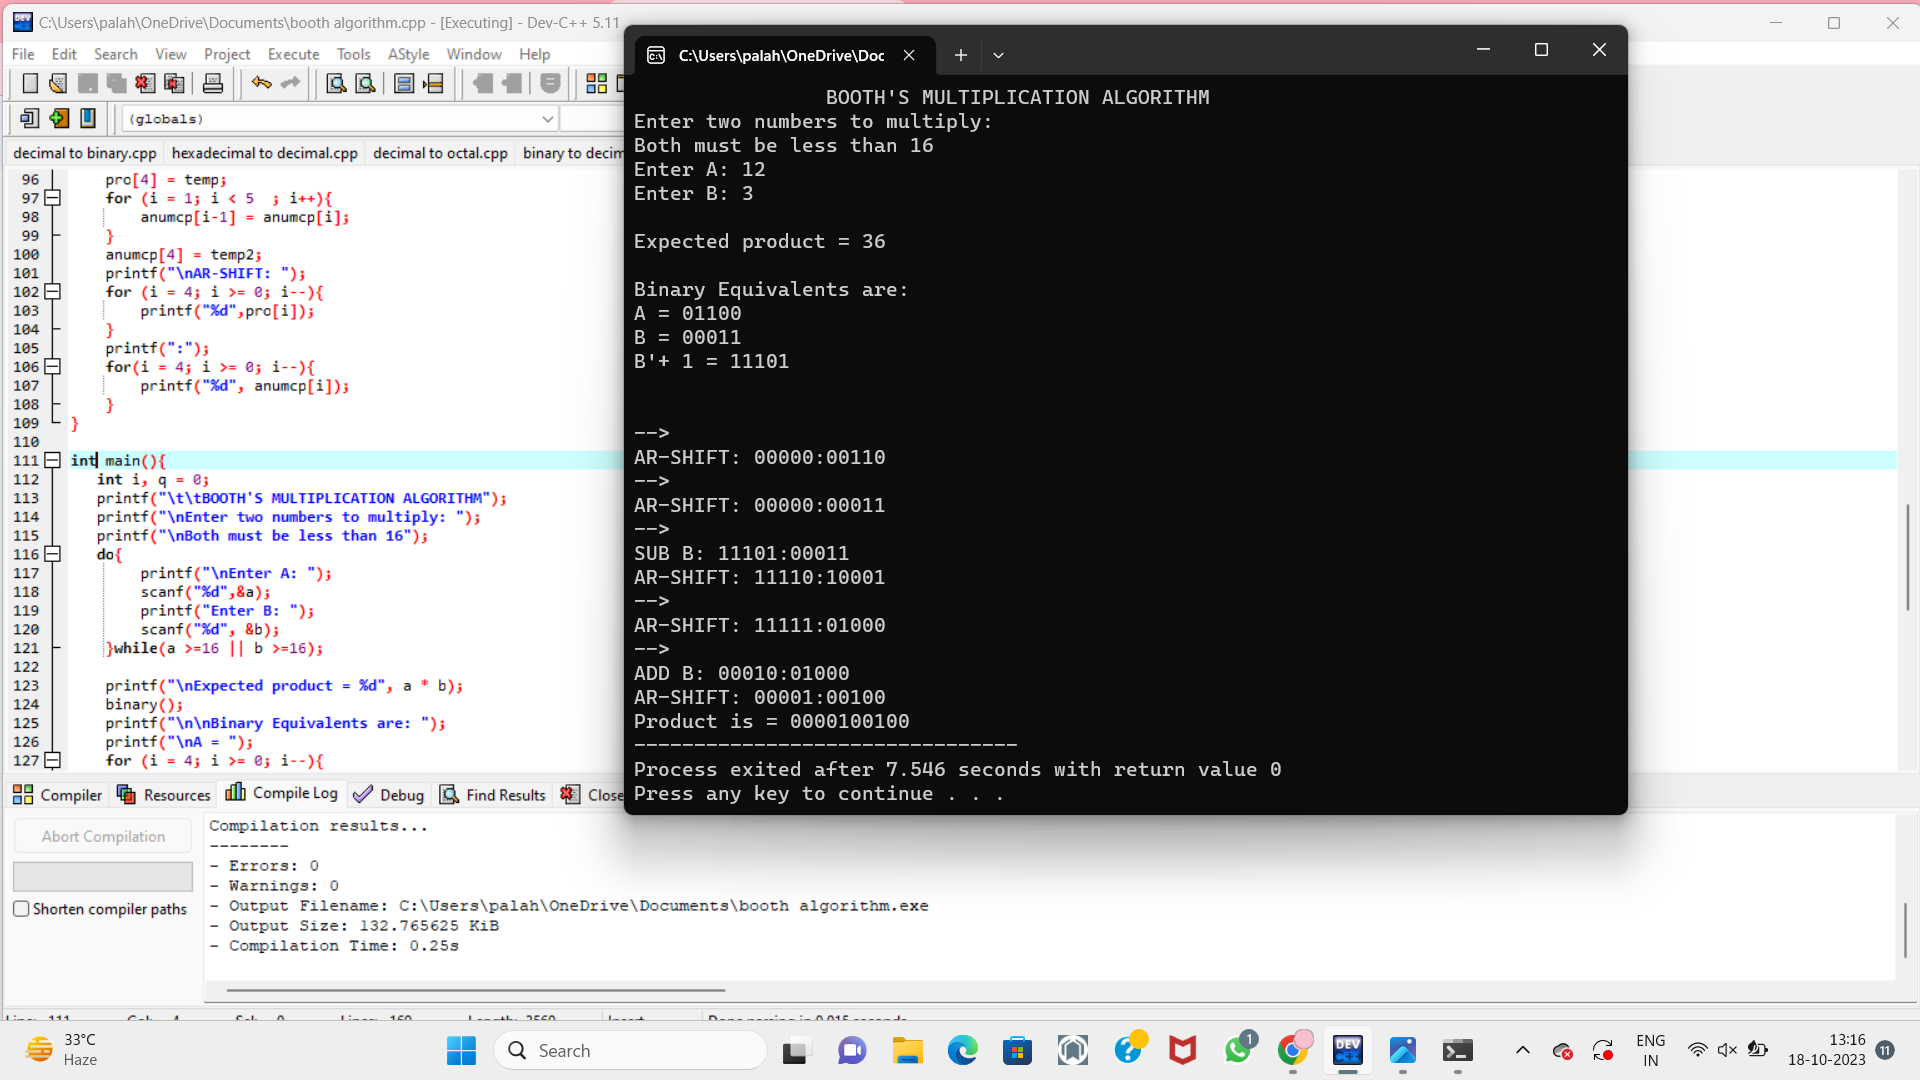 C:\Users\palah\OneDrive\Documents\booth algorithm.cpp - [Executing] - Dev-C++ 5.11
File Edit Search View Project Execute Tools AStyle Window Help
(globals)
decimal to binary.cpp hexadecimal to decimal.cpp decimal to octal.cpp binary to decim
96 pro[4] = temp;
97 for (i = 1; i < 5  ; i++){
98 anumcp[i-1] = anumcp[i];
99 }
100 anumcp[4] = temp2;
101 printf("\nAR-SHIFT: ");
102 for (i = 4; i >= 0; i--){
103 printf("%d",pro[i]);
104 }
105 printf(":");
106 for(i = 4; i >= 0; i--){
107 printf("%d", anumcp[i]);
108 }
109 }
110
111 int main(){
112 int i, q = 0;
113 printf("\t\tBOOTH'S MULTIPLICATION ALGORITHM");
114 printf("\nEnter two numbers to multiply: ");
115 printf("\nBoth must be less than 16");
116 do{
117 printf("\nEnter A: ");
118 scanf("%d",&a);
119 printf("Enter B: ");
120 scanf("%d", &b);
121 }while(a >=16 || b >=16);
122
123 printf("\nExpected product = %d", a * b);
124 binary();
125 printf("\n\nBinary Equivalents are: ");
126 printf("\nA = ");
127 for (i = 4; i >= 0; i--){
C:\Users\palah\OneDrive\Doc
BOOTH'S MULTIPLICATION ALGORITHM
Enter two numbers to multiply:
Both must be less than 16
Enter A: 12
Enter B: 3
Expected product = 36
Binary Equivalents are:
A = 01100
B = 00011
B'+ 1 = 11101
-->
AR-SHIFT: 00000:00110
-->
AR-SHIFT: 00000:00011
-->
SUB B: 11101:00011
AR-SHIFT: 11110:10001
-->
AR-SHIFT: 11111:01000
-->
ADD B: 00010:01000
AR-SHIFT: 00001:00100
Product is = 0000100100
--------------------------------
Process exited after 7.546 seconds with return value 0
Press any key to continue . . .
Compiler Resources Compile Log Debug Find Results Close
Abort Compilation
Shorten compiler paths
Compilation results...
--------
- Errors: 0
- Warnings: 0
- Output Filename: C:\Users\palah\OneDrive\Documents\booth algorithm.exe
- Output Size: 132.765625 KiB
- Compilation Time: 0.25s
33°C
Haze
Search
1
DEV
C++
ENG
IN
13:16
18-10-2023
11